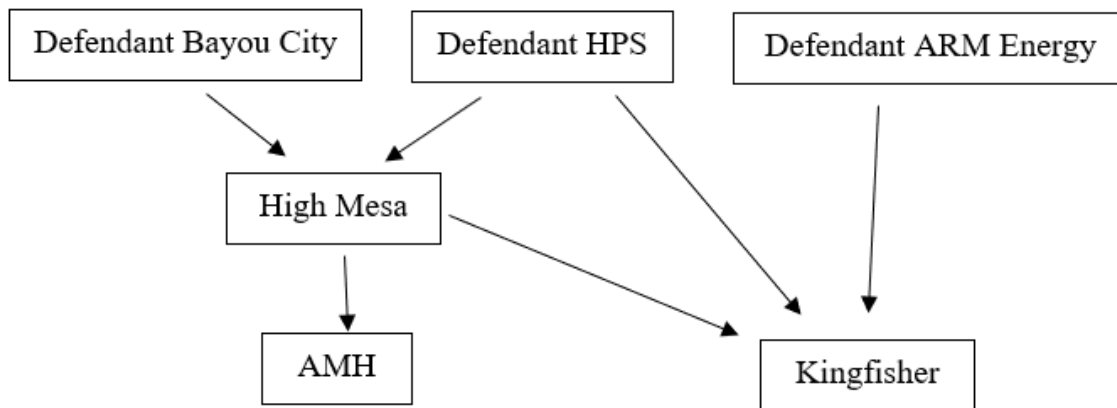 Defendant Bayou City
Defendant HPS
Defendant ARM Energy
High Mesa
AMH
Kingfisher